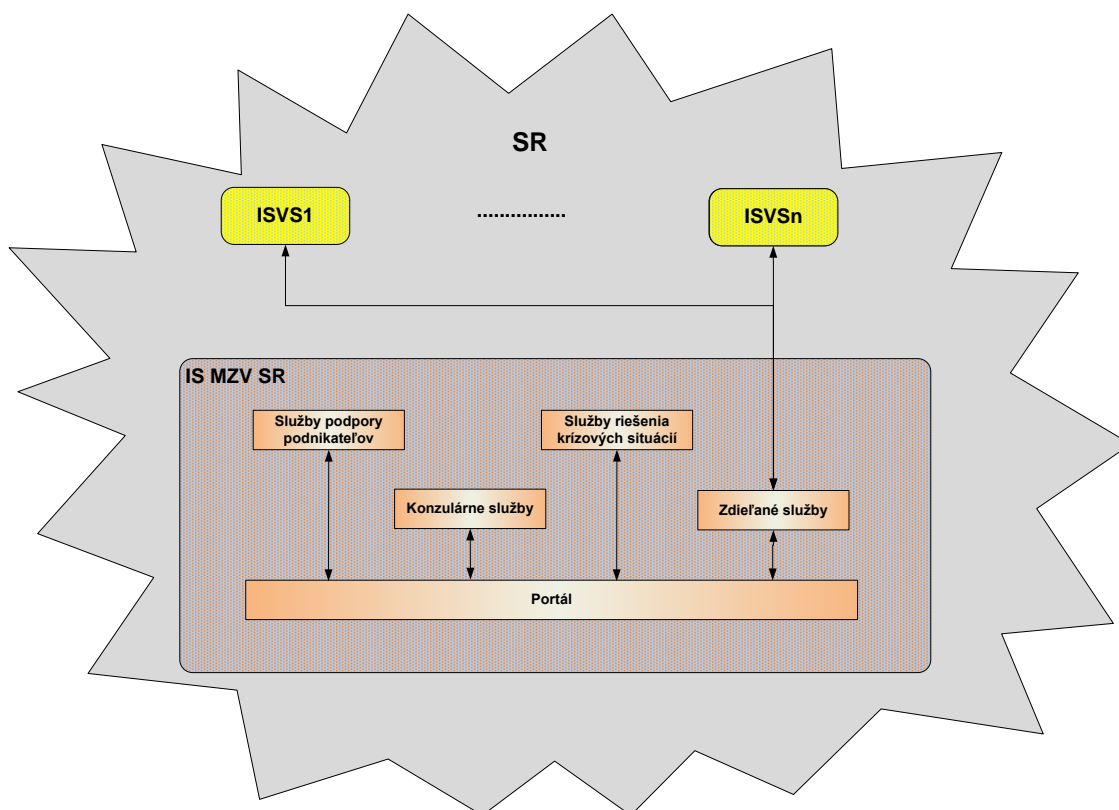 SR
ISVS1
................
ISVSn
IS MZV SR
Služby podpory
podnikateľov
Služby riešenia
krízových situácií
Konzulárne služby
Zdieľané služby
Portál